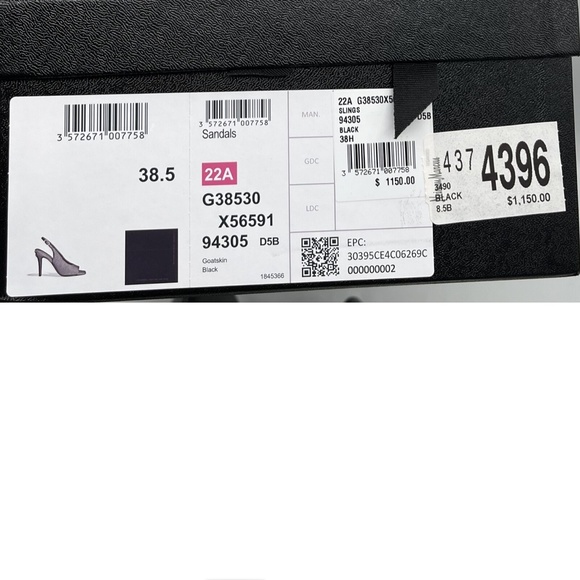 3 572671 007758
38.5
3 572671 007758
Sandals
22A
G38530
X56591
94305 D5B
Goatskin
Black
1845366
MAN.
GDC
LDC
22A G38530X5
SLINGS
94305 D5B
BLACK
38H
3 572671 007758
$ 1150.00
EPC:
30395CE4C06269C
000000002
437 4396
3490
BLACK
8.5B
$1,150.00